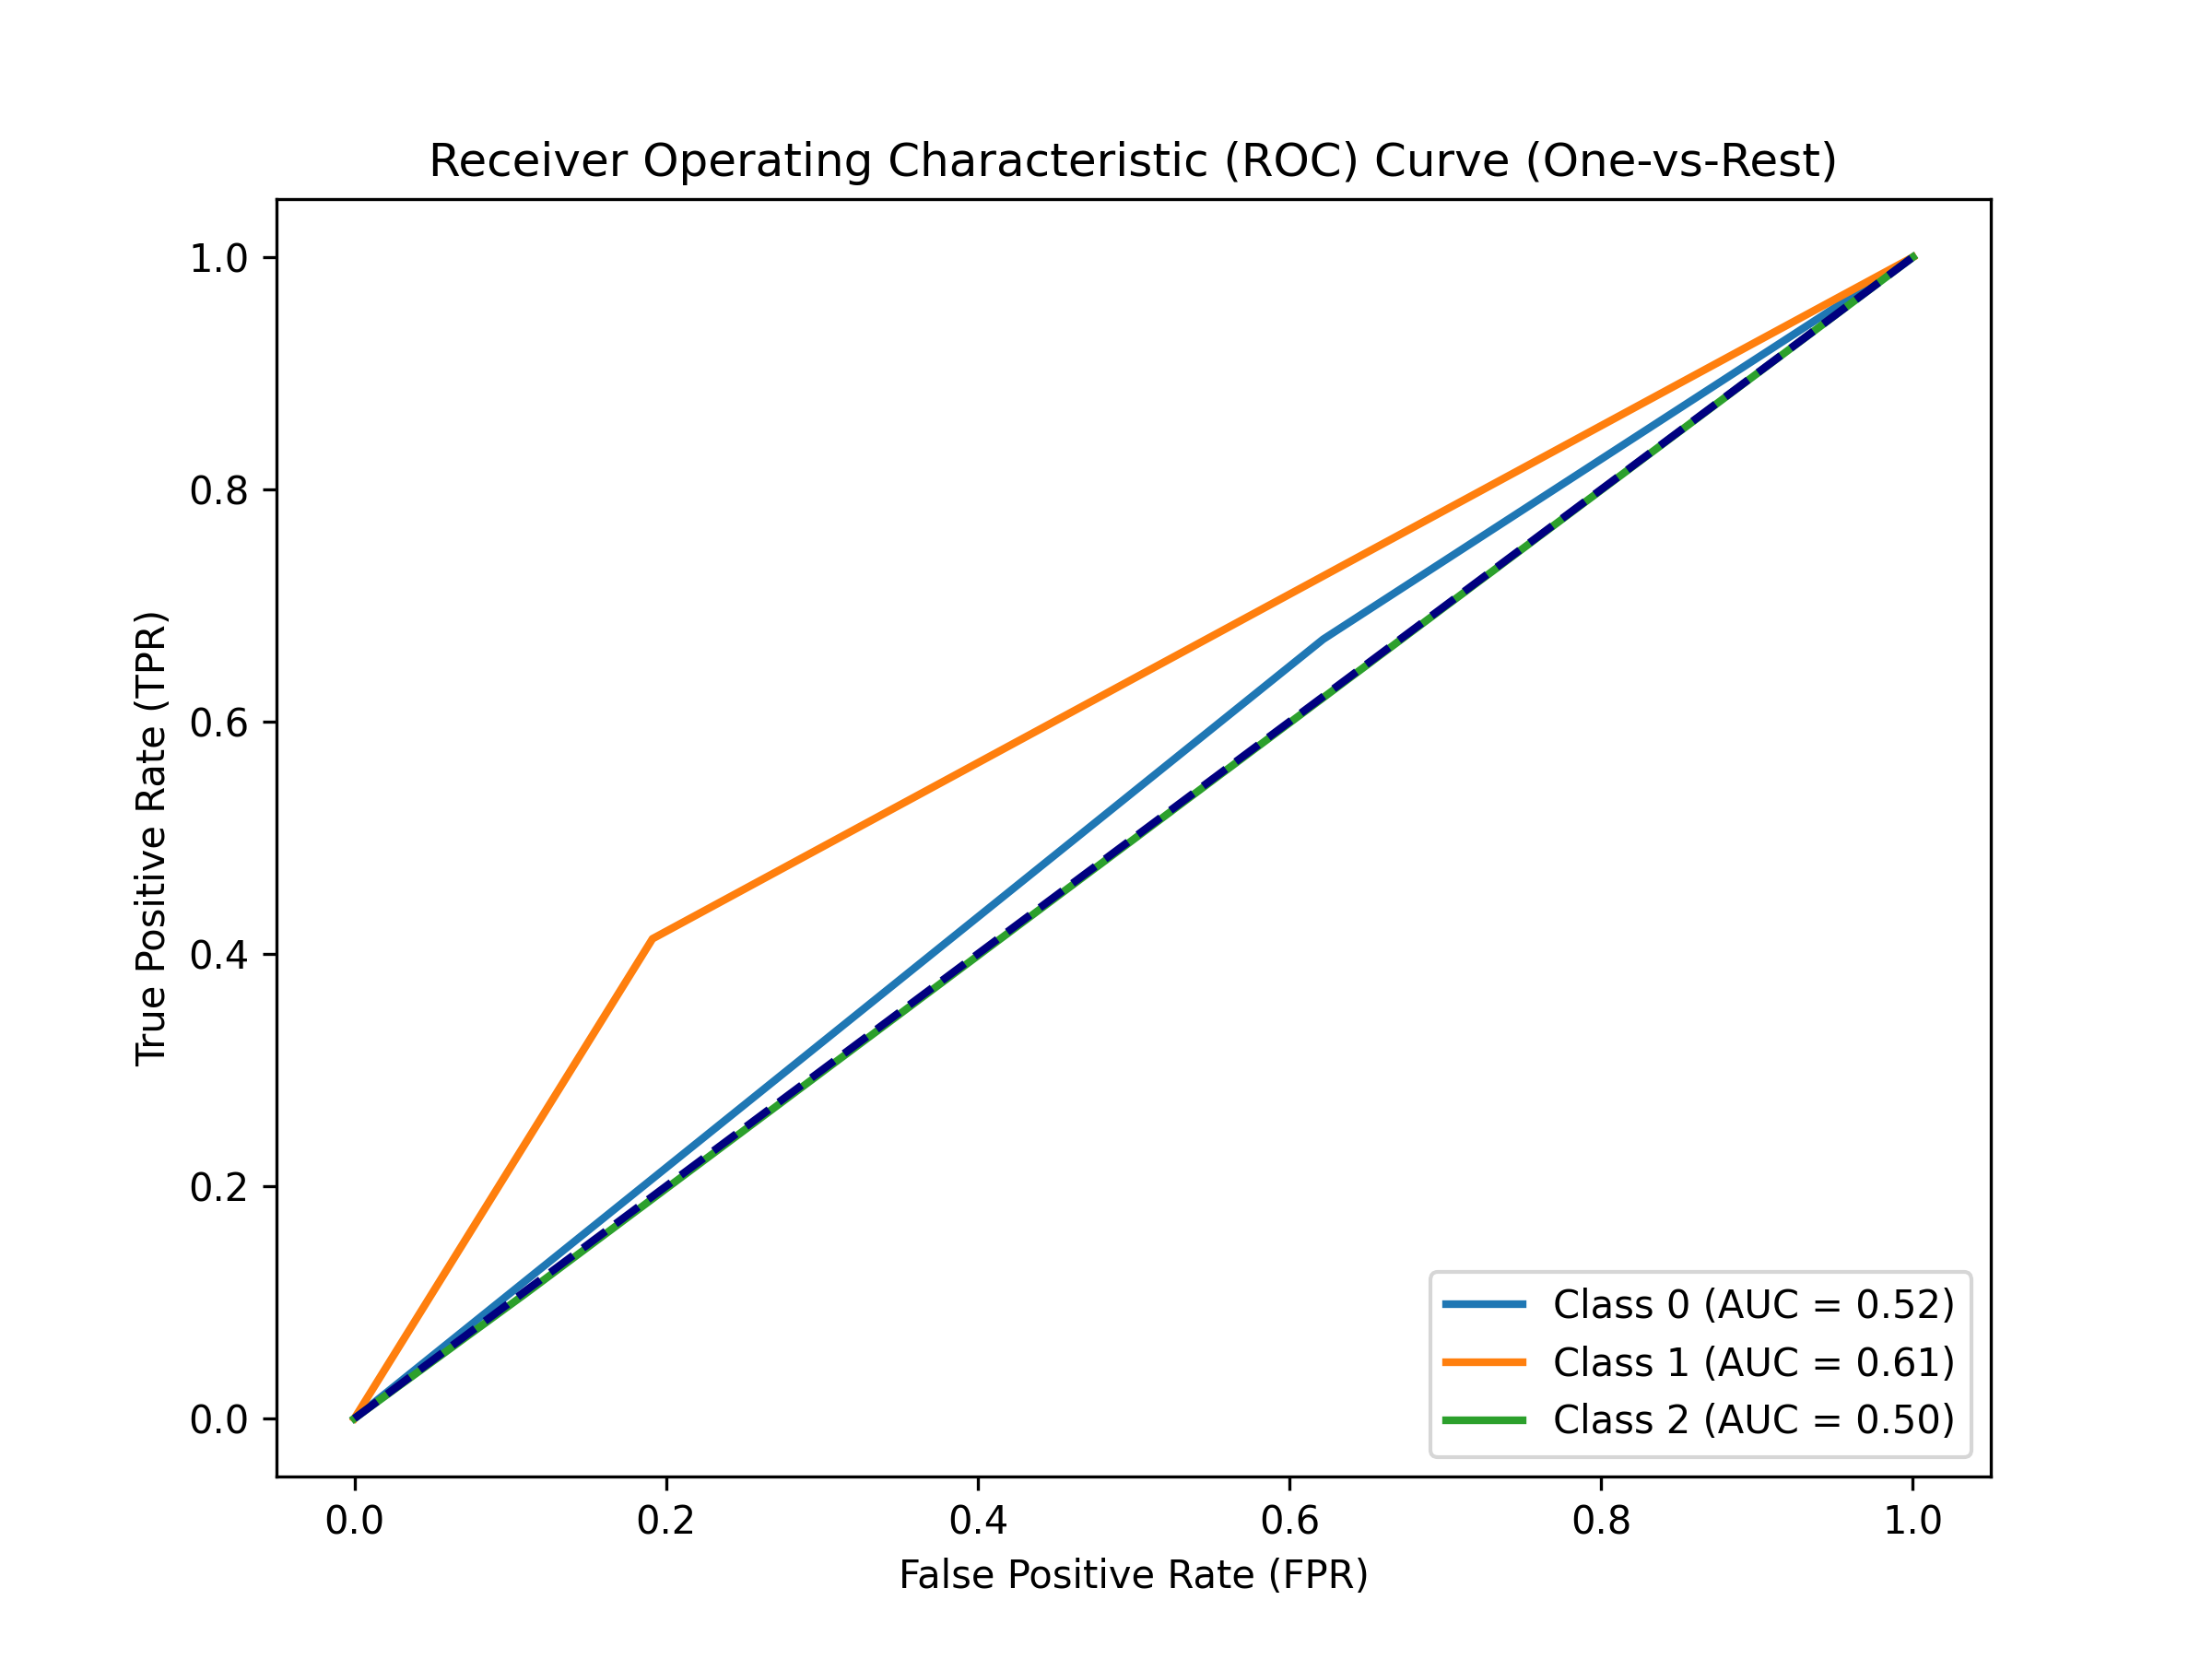 Receiver Operating Characteristic (ROC) Curve (One-vs-Rest)
True Positive Rate (TPR)
1.0
0.8
0.6
0.4
0.2
0.0
Class 0 (AUC = 0.52)
Class 1 (AUC = 0.61)
Class 2 (AUC = 0.50)
0.0 0.2 0.4 0.6 0.8 1.0
False Positive Rate (FPR)